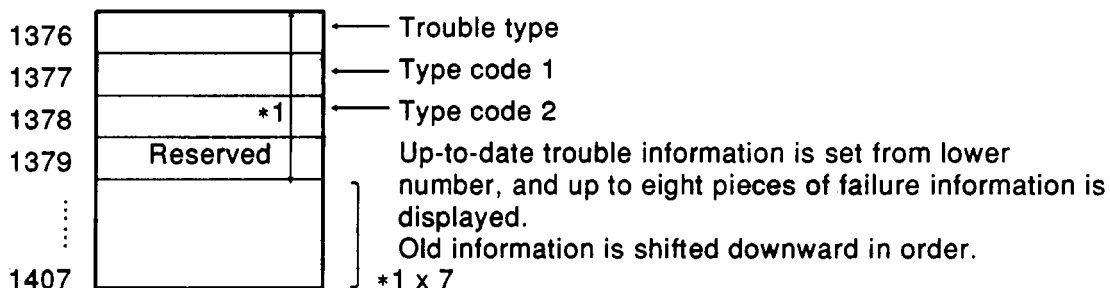 1376 Trouble type
1377 Type code 1
1378 *1 Type code 2
1379 Reserved Up-to-date trouble information is set from lower
number, and up to eight pieces of failure information is
displayed.
Old information is shifted downward in order.
1407 *1 x 7